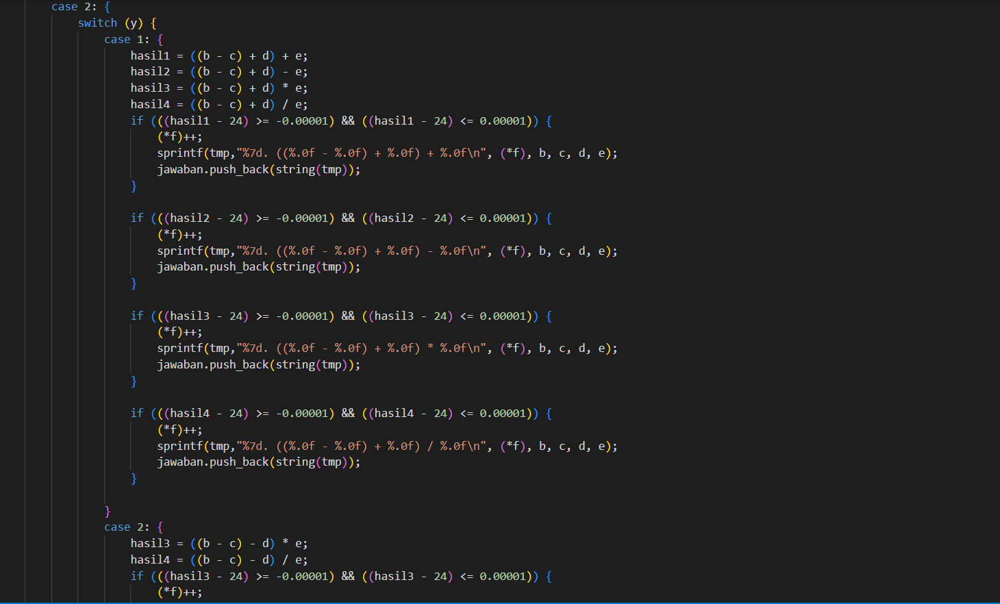 case 2: {
switch (y) {
case 1: {
hasil1 = ((b - c) + d) + e;
hasil2 = ((b - c) + d) - e;
hasil3 = ((b - c) + d) * e;
hasil4 = ((b - c) + d) / e;
if (((hasil1 - 24) >= -0.00001) && ((hasil1 - 24) <= 0.00001)) {
(*f)++;
sprintf(tmp,"%7d. ((%.0f - %.0f) + %.0f) + %.0f\n", (*f), b, c, d, e);
jawaban.push_back(string(tmp));
}
if (((hasil2 - 24) >= -0.00001) && ((hasil2 - 24) <= 0.00001)) {
(*f)++;
sprintf(tmp,"%7d. ((%.0f - %.0f) + %.0f) - %.0f\n", (*f), b, c, d, e);
jawaban.push_back(string(tmp));
}
if (((hasil3 - 24) >= -0.00001) && ((hasil3 - 24) <= 0.00001)) {
(*f)++;
sprintf(tmp,"%7d. ((%.0f - %.0f) + %.0f) * %.0f\n", (*f), b, c, d, e);
jawaban.push_back(string(tmp));
}
if (((hasil4 - 24) >= -0.00001) && ((hasil4 - 24) <= 0.00001)) {
(*f)++;
sprintf(tmp,"%7d. ((%.0f - %.0f) + %.0f) / %.0f\n", (*f), b, c, d, e);
jawaban.push_back(string(tmp));
}
}
case 2: {
hasil3 = ((b - c) - d) * e;
hasil4 = ((b - c) - d) / e;
if (((hasil3 - 24) >= -0.00001) && ((hasil3 - 24) <= 0.00001)) {
(*f)++;